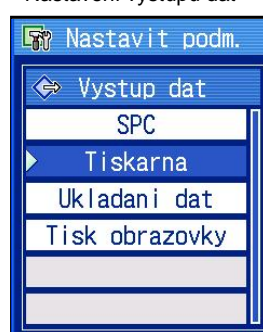 Nastavit podm.
Vystup dat
SPC
Tiskarna
Ukladani dat
Tisk obrazovky